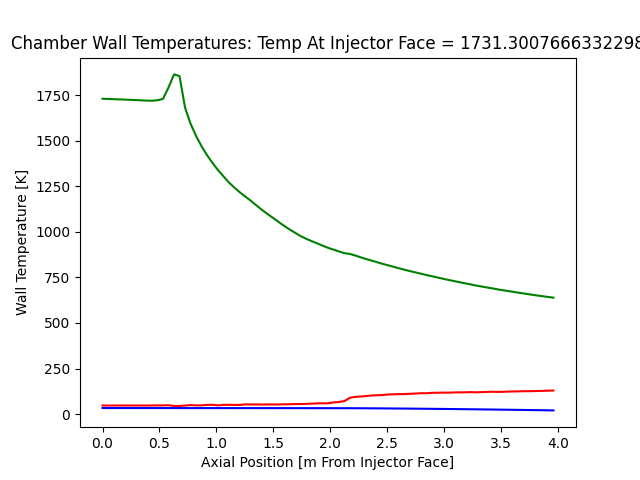 Chamber Wall Temperatures: Temp At Injector Face = 1731.3007666332298
Wall Temperature [K]
1750
1500
1250
1000
750
500
250
0
0.0 0.5 1.0 1.5 2.0 2.5 3.0 3.5 4.0
Axial Position [m From Injector Face]